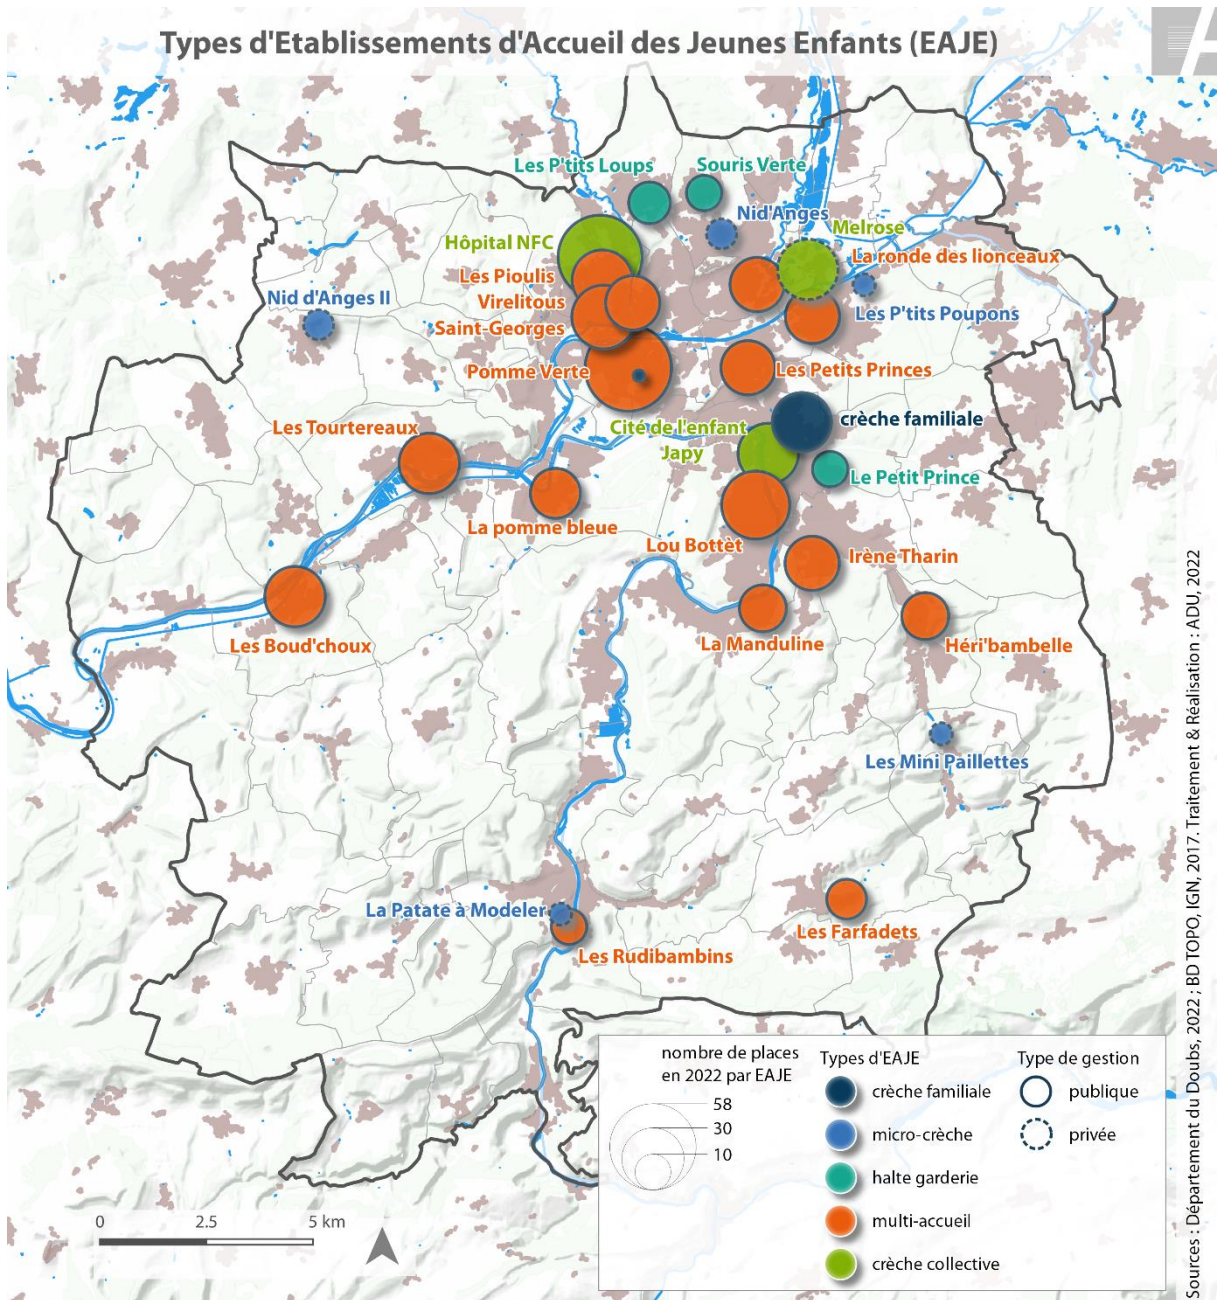 Types d'Etablissements d'Accueil des Jeunes Enfants (EAJE)
Les P'tits Loups
Souris Verte
Nid'Anges
Melrose
Hôpital NFC
La ronde des lionceaux
Les Pioulis
Nid d'Anges II
Virelitous
Les P'tits Poupons
Saint-Georges
Pomme Verte
Les Petits Princes
Les Tourtereaux
Cité de l'enfant
Japy
crèche familiale
Le Petit Prince
La pomme bleue
Lou Bottèt
Irène Tharin
Les Boud'choux
La Manduline
Héri'bambelle
Les Mini Paillettes
La Patate à Modeler
Les Farfadets
Les Rudibambins
nombre de places
en 2022 par EAJE
58
30
10
Types d'EAJE
crèche familiale
micro-crèche
halte garderie
multi-accueil
crèche collective
Type de gestion
publique
privée
0 2.5 5 km
Sources : Département du Doubs, 2022 ; BD TOPO, IGN, 2017. Traitement & Réalisation : ADU, 2022